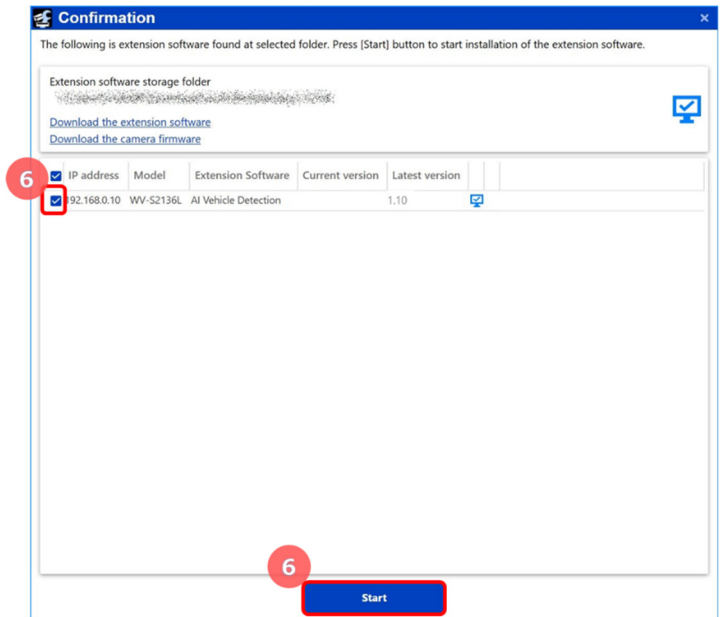 Confirmation
The following is extension software found at selected folder. Press [Start] button to start installation of the extension software.
Extension software storage folder
Download the extension software
Download the camera firmware
6
IP address Model Extension Software Current version Latest version
192.168.0.10 WV-S2136L AI Vehicle Detection 1.10
6
Start